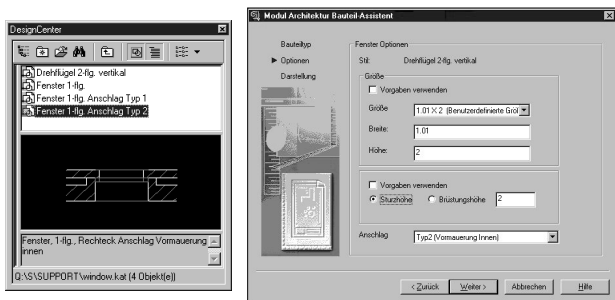 DesignCenter
Drehflügel 2-flg. vertikal
Fenster 1-flg.
Fenster 1-flg. Anschlag Typ 1
Fenster 1-flg. Anschlag Typ 2
Fenster, 1-flg., Rechteck Anschlag Vormauerung
innen
Q:\S\SUPPORT\window.kat (4 Objekt(e))
Modul Architektur Bauteil-Assistent
Bauteiltyp
Optionen
Darstellung
Fenster Optionen
Stil: Drehflügel 2-flg. vertikal
Größe
Vorgaben verwenden
Größe 1.01 X 2 (Benutzerdefinierte Größ
Breite: 1.01
Höhe: 2
Vorgaben verwenden
Sturzhöhe Brüstungshöhe 2
Anschlag Typ2 (Vormauerung Innen)
< Zurück Weiter > Abbrechen Hilfe